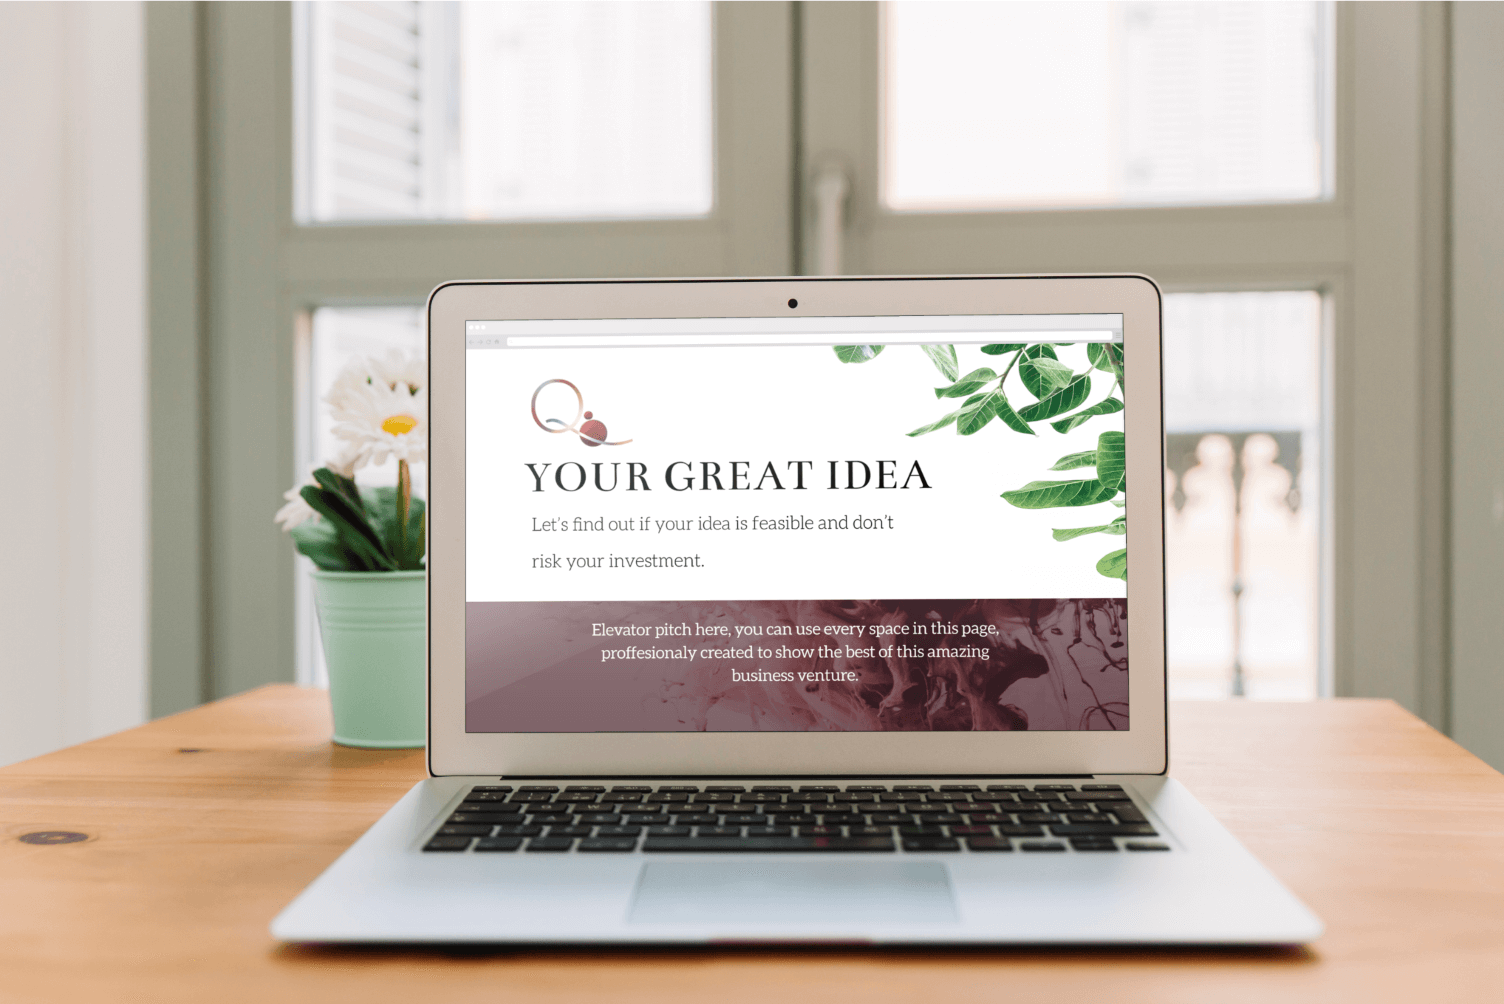 Q
YOUR GREAT IDEA
Let's find out if your idea is feasible and don't
risk your investment.
Elevator pitch here, you can use every space in this page,
proffesionaly created to show the best of this amazing
business venture.